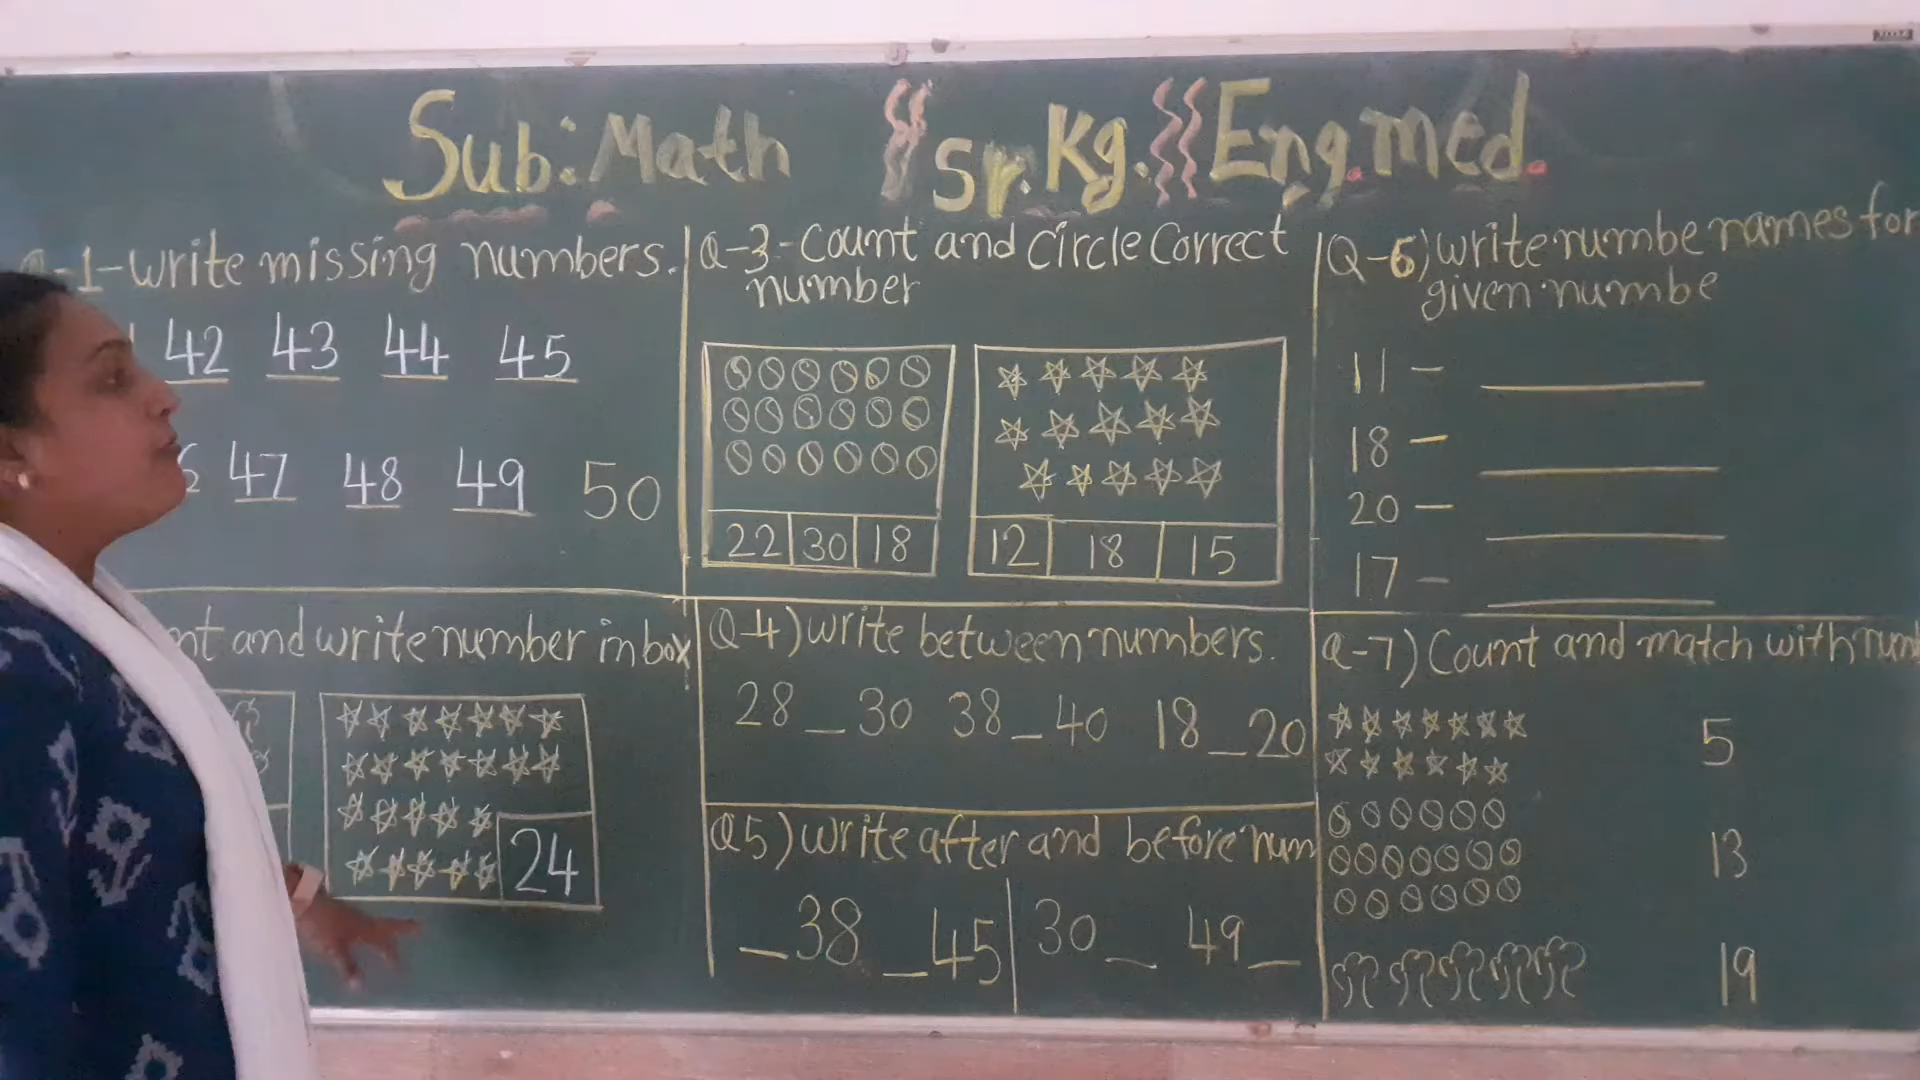 Sub: Math Sr. Kg. Eng. Med.
Q-1-write missing numbers.
42 43 44 45
47 48 49 50
and write number in box
24
Q-3-Count and circle Correct
number
22 30 18
12 18 15
Q-4) write between numbers.
28 _ 30 38 _ 40 18 _ 20
Q5) write after and before num
_ 38 _ 45 30 _ 49 _
Q-6) write numbe names for
given numbe
11 -
18 -
20 -
17 -
Q-7) Count and match with num
5
13
19